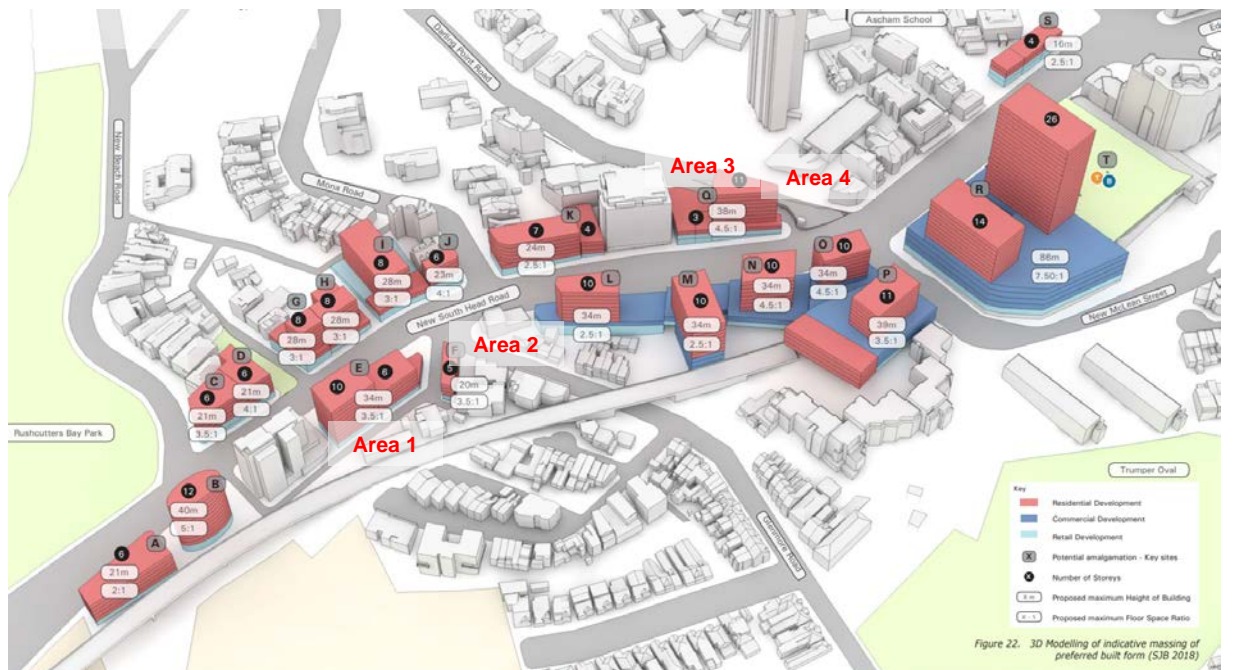 Ascham School
S
4
16m
2.5:1
Darling Point Road
26
New Beach Road
Area 3
Area 4
T
T
B
Mona Road
11
Q
R
38m
14
K
3
4.5:1
7
4
I
J
24m
O
10
8
6
2.5:1
N
10
34m
86m
28m
23m
L
M
P
4.5:1
7.50:1
H
3:1
4:1
10
34m
11
G
8
10
4.5:1
39m
8
28m
New South Head Road
34m
34m
3.5:1
New McLean Street
28m
3:1
2.5:1
2.5:1
3:1
D
F
Area 2
C
6
E
6
5
6
21m
10
34m
20m
21m
4:1
3.5:1
3.5:1
3.5:1
Rushcutters Bay Park
Area 1
Trumper Oval
12
B
40m
5:1
Glenmore Road
6
A
21m
2:1
Key
Residential Development
Commercial Development
Retail Development
X Potential amalgamation - Key sites
X Number of Storeys
X m Proposed maximum Height of Building
X : 1 Proposed maximum Floor Space Ratio
Figure 22. 3D Modelling of indicative massing of
preferred built form (SJB 2018)